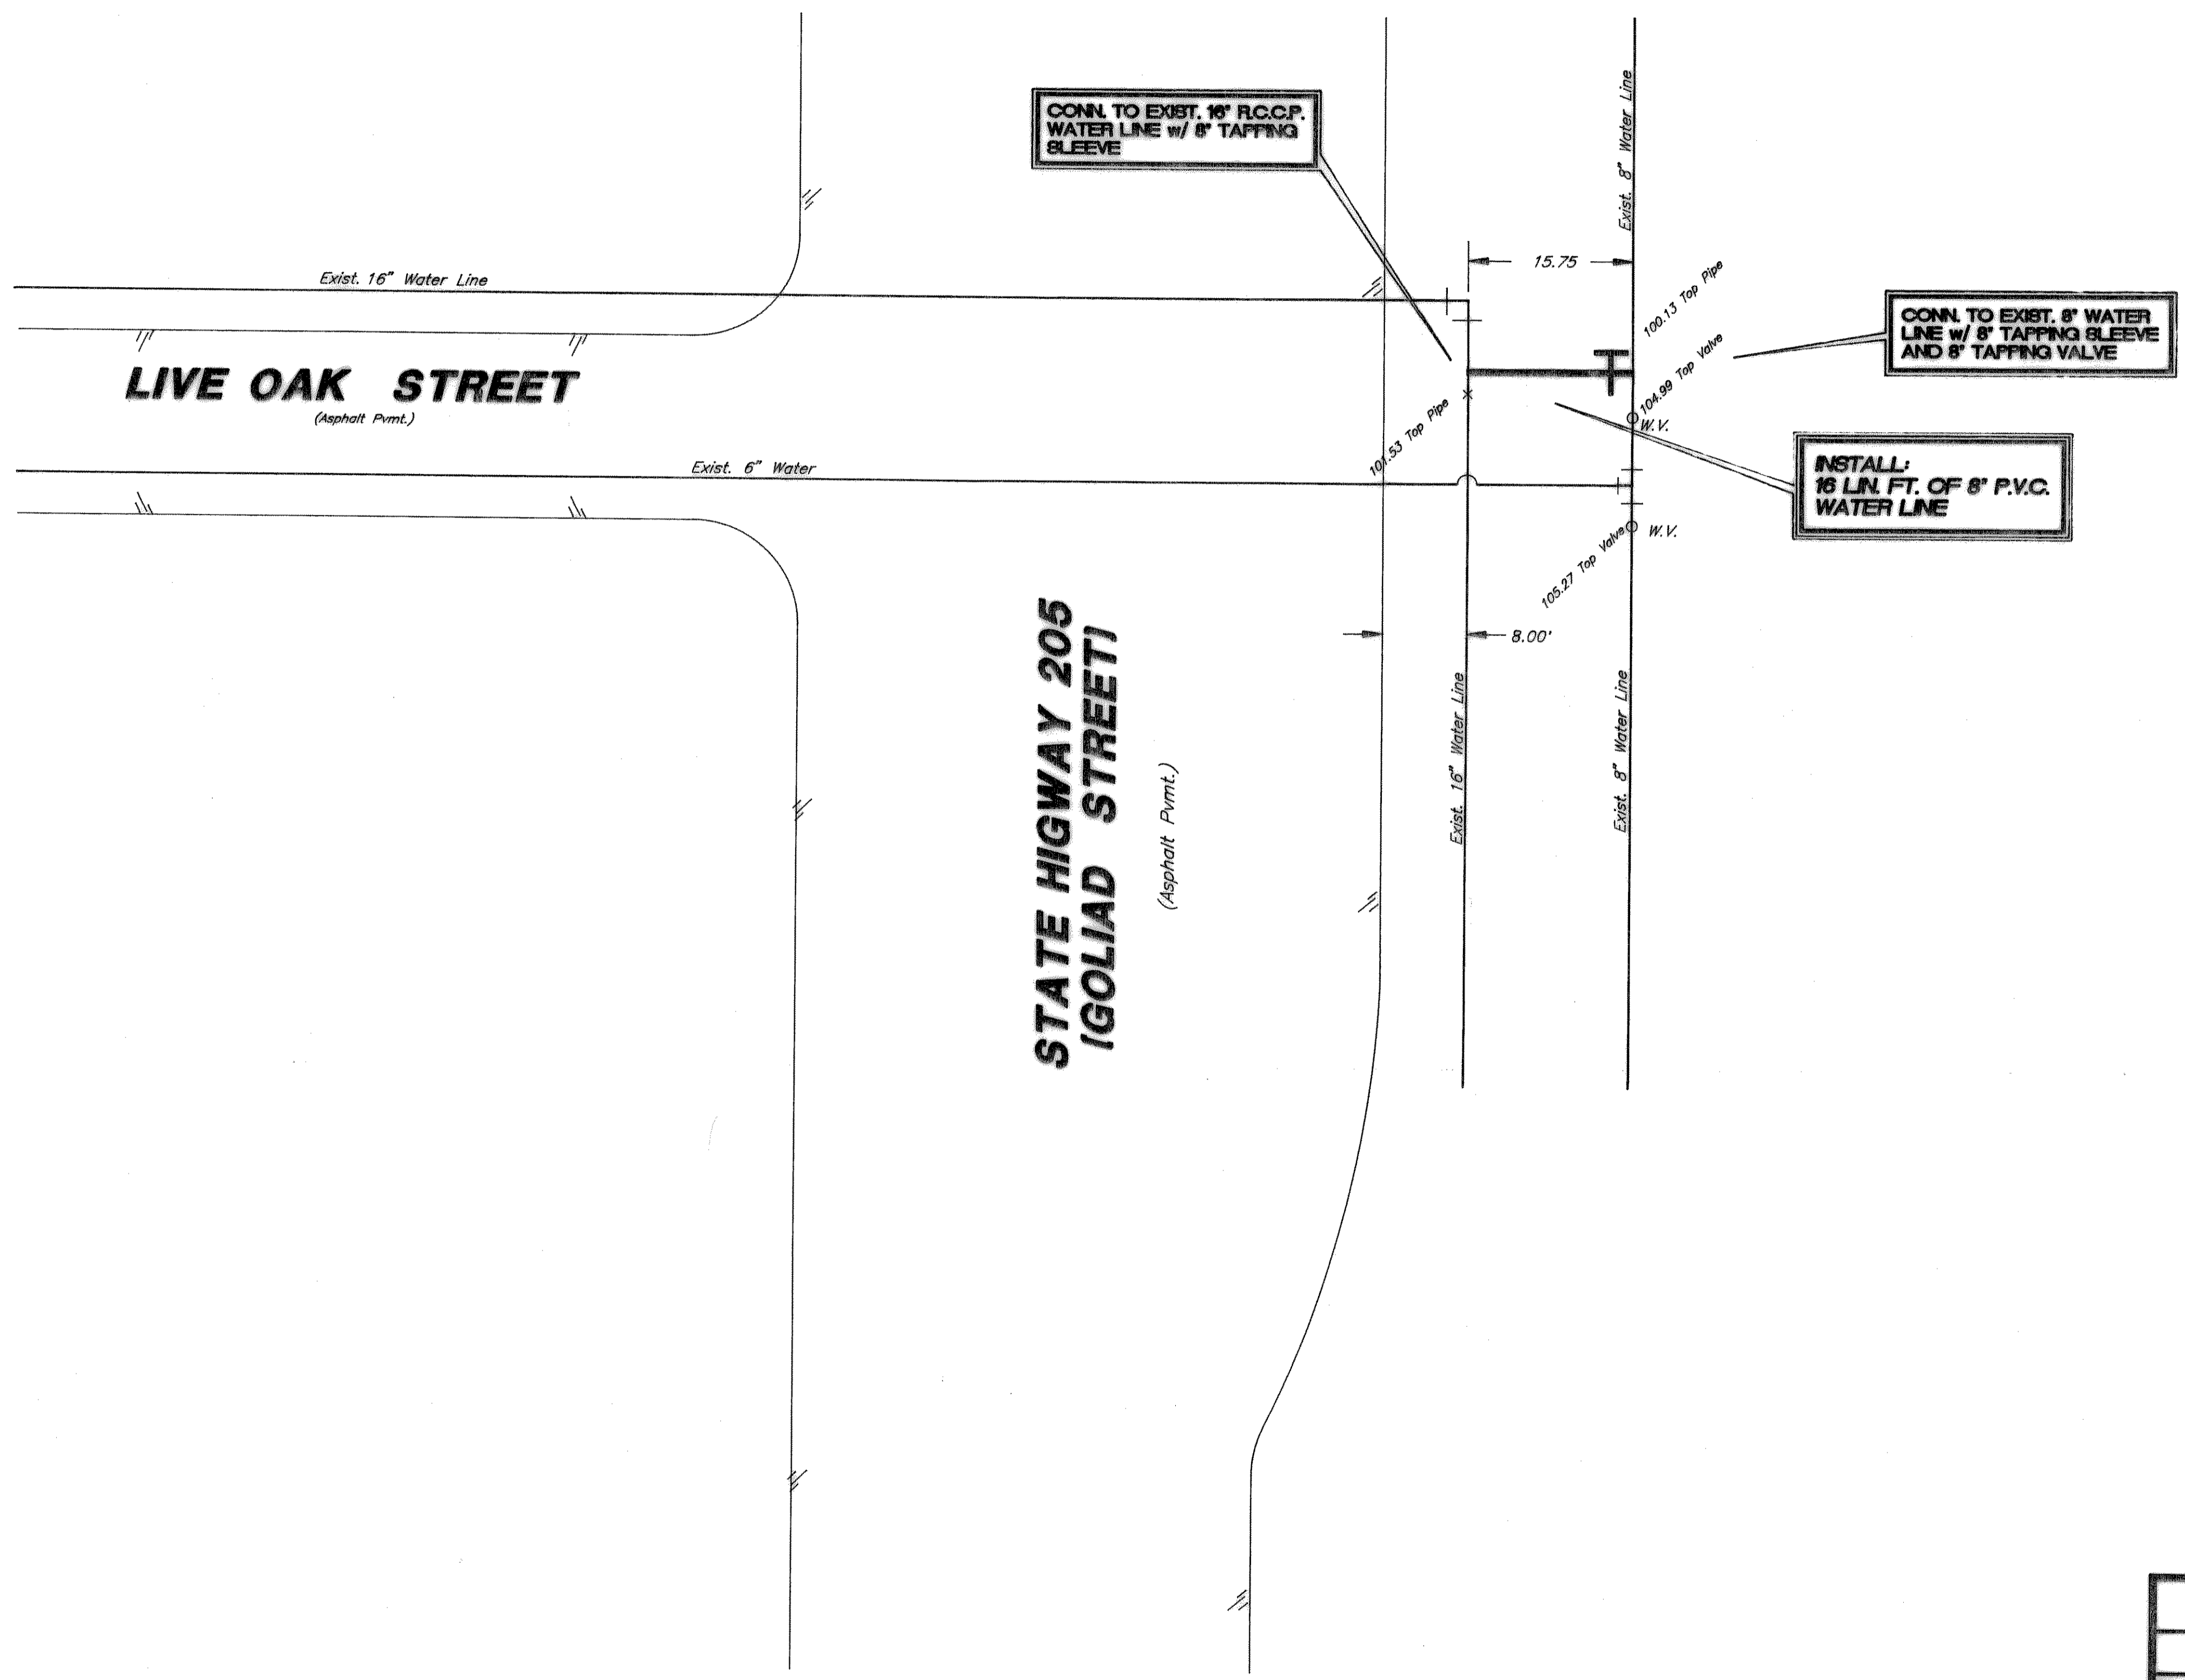 CONN. TO EXIST. 16" R.C.C.P.
WATER LINE w/ 8" TAPPING
SLEEVE
Exist. 8" Water Line
15.75
100.13 Top Pipe
Exist. 16" Water Line
CONN. TO EXIST. 8" WATER
LINE w/ 8" TAPPING SLEEVE
AND 8" TAPPING VALVE
104.99 Top Valve
W.V.
LIVE OAK STREET
(Asphalt Pvmt.)
101.53 Top Pipe
Exist. 6" Water
INSTALL:
16 LIN. FT. OF 8" P.V.C.
WATER LINE
W.V.
105.27 Top Valve
8.00'
STATE HIGWAY 205
(GOLIAD STREET)
(Asphalt Pvmt.)
Exist. 16" Water Line
Exist. 8" Water Line